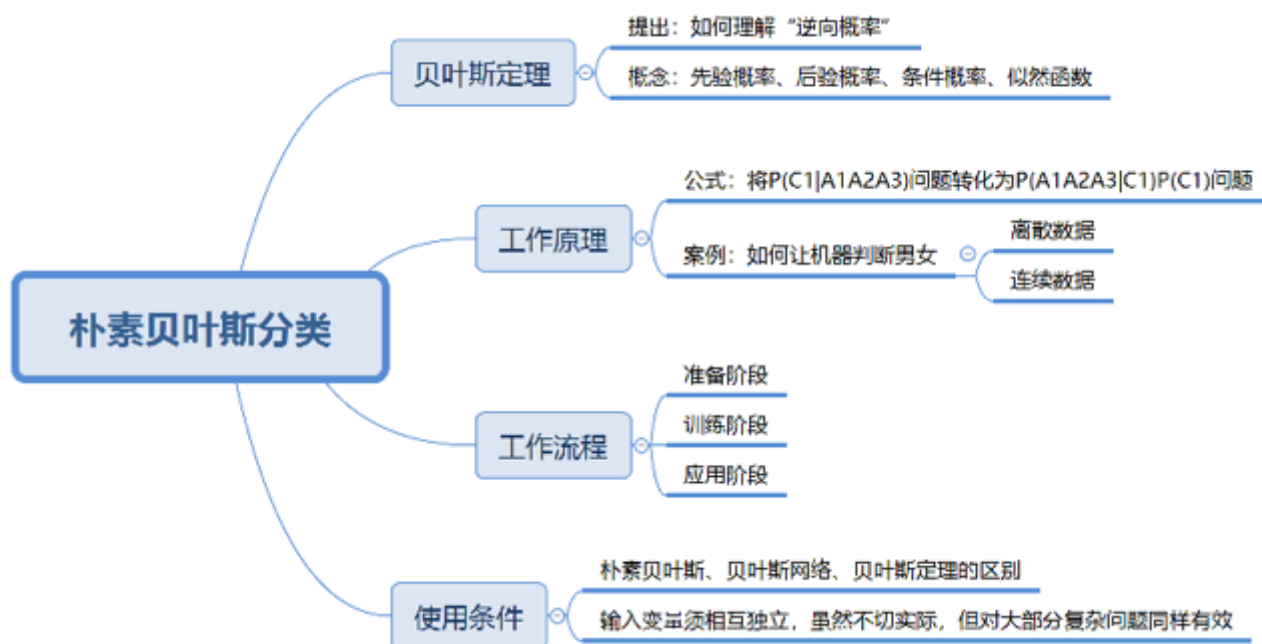 朴素贝叶斯分类
贝叶斯定理
提出：如何理解“逆向概率”
概念：先验概率、后验概率、条件概率、似然函数
工作原理
公式：将P(C1|A1A2A3)问题转化为P(A1A2A3|C1)P(C1)问题
案例：如何让机器判断男女
离散数据
连续数据
工作流程
准备阶段
训练阶段
应用阶段
使用条件
朴素贝叶斯、贝叶斯网络、贝叶斯定理的区别
输入变量须相互独立，虽然不切实际，但对大部分复杂问题同样有效